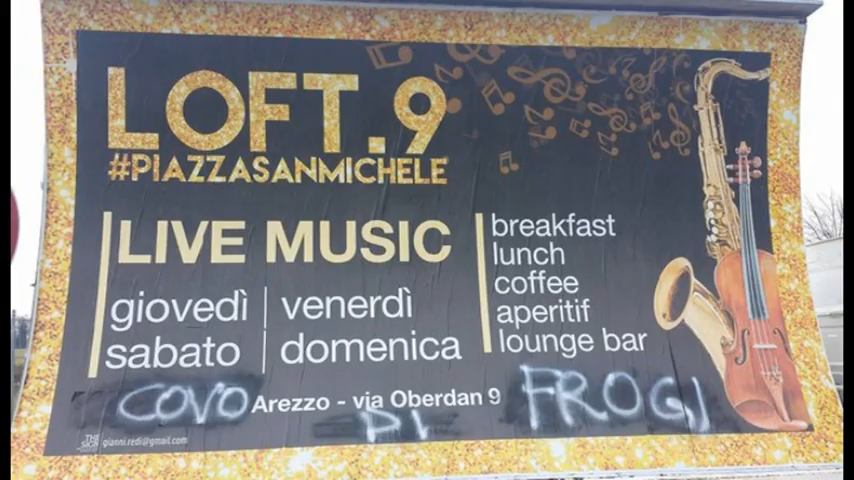 LOFT.9
#PIAZZASANMICHELE
LIVE MUSIC
giovedì | venerdì
sabato | domenica
breakfast
lunch
coffee
aperitif
lounge bar
Arezzo - via Oberdan 9
COVO DI FROGI
gianni.redi@gmail.com